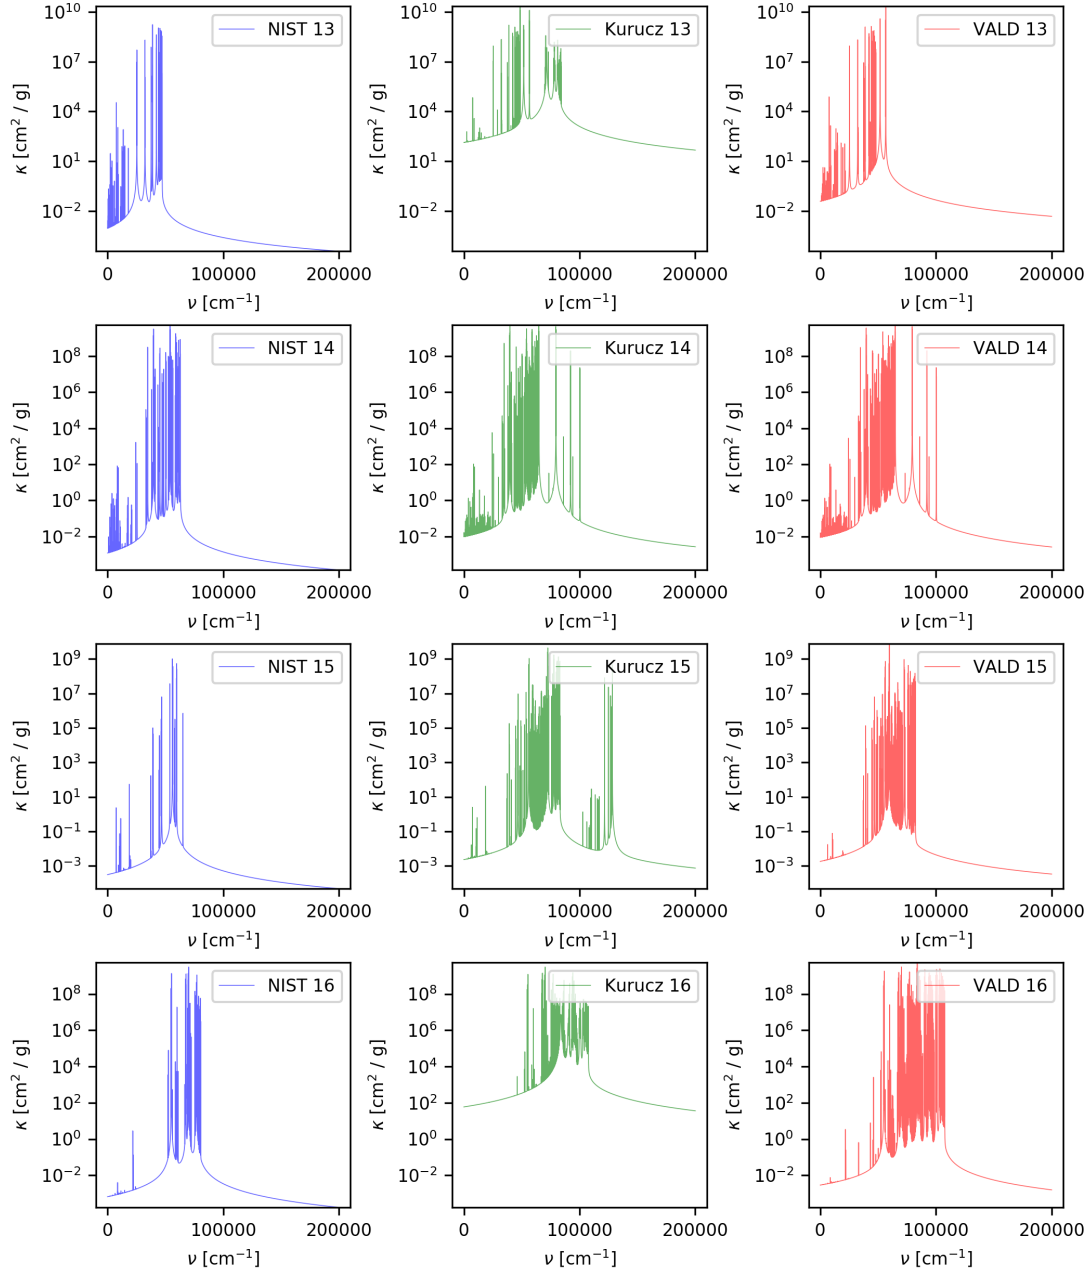 NIST 13
Kurucz 13
VALD 13
10^10
10^7
10^4
10^1
10^−2
κ [cm^2 / g]
0 100000 200000
ν [cm^−1]
10^10
10^7
10^4
10^1
10^−2
κ [cm^2 / g]
0 100000 200000
ν [cm^−1]
10^10
10^7
10^4
10^1
10^−2
κ [cm^2 / g]
0 100000 200000
ν [cm^−1]
NIST 14
Kurucz 14
VALD 14
10^8
10^6
10^4
10^2
10^0
10^−2
κ [cm^2 / g]
0 100000 200000
ν [cm^−1]
10^8
10^6
10^4
10^2
10^0
10^−2
κ [cm^2 / g]
0 100000 200000
ν [cm^−1]
10^8
10^6
10^4
10^2
10^0
10^−2
κ [cm^2 / g]
0 100000 200000
ν [cm^−1]
NIST 15
Kurucz 15
VALD 15
10^9
10^7
10^5
10^3
10^1
10^−1
10^−3
κ [cm^2 / g]
0 100000 200000
ν [cm^−1]
10^9
10^7
10^5
10^3
10^1
10^−1
10^−3
κ [cm^2 / g]
0 100000 200000
ν [cm^−1]
10^9
10^7
10^5
10^3
10^1
10^−1
10^−3
κ [cm^2 / g]
0 100000 200000
ν [cm^−1]
NIST 16
Kurucz 16
VALD 16
10^8
10^6
10^4
10^2
10^0
10^−2
κ [cm^2 / g]
0 100000 200000
ν [cm^−1]
10^8
10^6
10^4
10^2
10^0
10^−2
κ [cm^2 / g]
0 100000 200000
ν [cm^−1]
10^8
10^6
10^4
10^2
10^0
10^−2
κ [cm^2 / g]
0 100000 200000
ν [cm^−1]